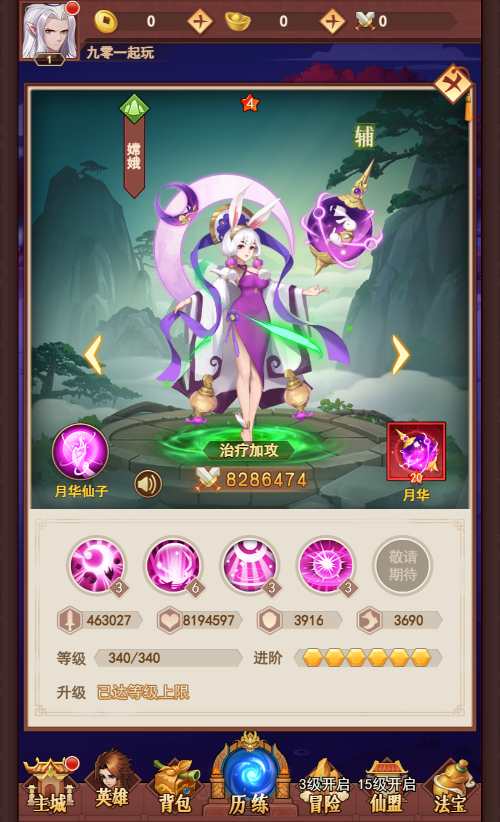 0
0
0
1
九零一起玩
4
嫦娥
辅
治疗加攻
8286474
月华仙子
20
月华
3
6
3
3
敬请
期待
463027
8194597
3916
3690
等级
340/340
进阶
升级
已达等级上限
3级开启
15级开启
主城
英雄
背包
历练
冒险
仙盟
法宝